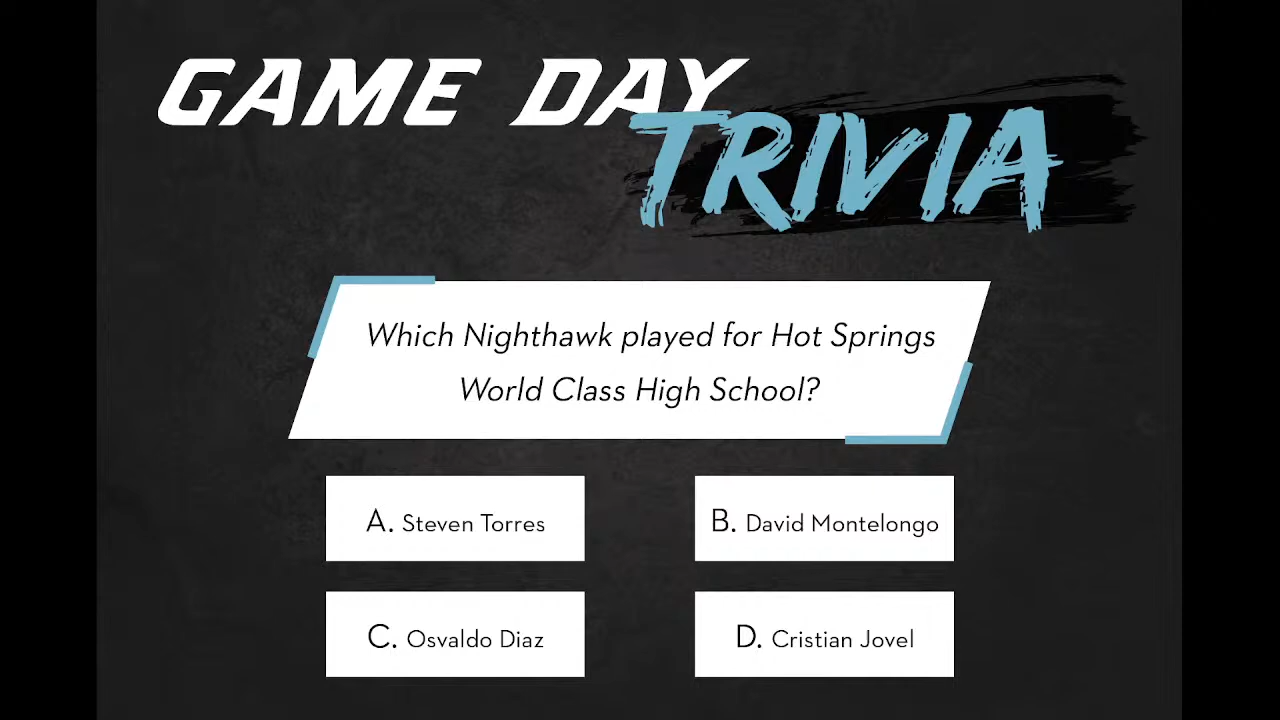 GAME DAY
TRIVIA
Which Nighthawk played for Hot Springs
World Class High School?
A. Steven Torres
B. David Montelongo
C. Osvaldo Diaz
D. Cristian Jovel